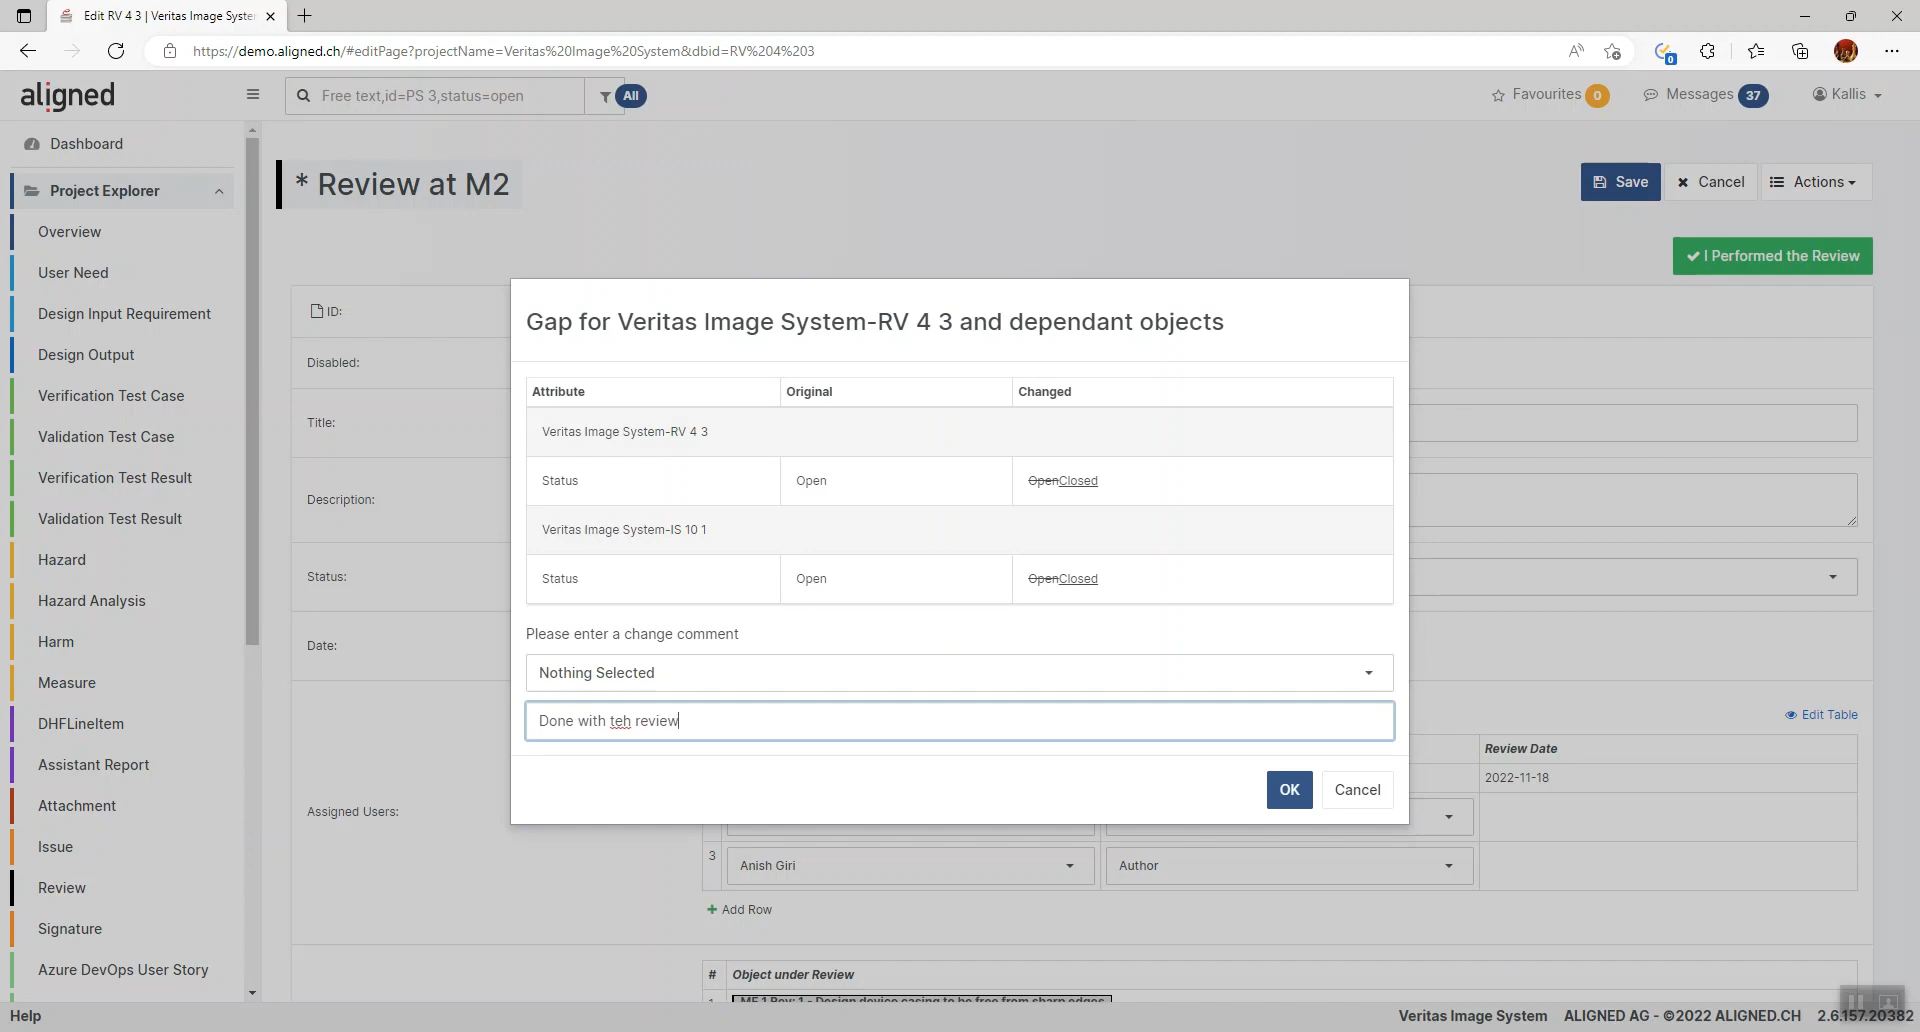 Edit RV 4 3 | Veritas Image Syste
https://demo.aligned.ch/#editPage?projectName=Veritas%20Image%20System&dbid=RV%204%203
0
aligned
Free text,id=PS 3,status=open
All
Favourites 0
Messages 37
Kallis
Dashboard
Project Explorer
Overview
User Need
Design Input Requirement
Design Output
Verification Test Case
Validation Test Case
Verification Test Result
Validation Test Result
Hazard
Hazard Analysis
Harm
Measure
DHFLineItem
Assistant Report
Attachment
Issue
Review
Signature
Azure DevOps User Story
* Review at M2
Save
Cancel
Actions
I Performed the Review
ID:
Disabled:
Title:
Description:
Status:
Date:
Assigned Users:
Gap for Veritas Image System-RV 4 3 and dependant objects
Attribute Original Changed
Veritas Image System-RV 4 3
Status Open OpenClosed
Veritas Image System-IS 10 1
Status Open OpenClosed
Please enter a change comment
Nothing Selected
Done with teh review
OK Cancel
Edit Table
Review Date
2022-11-18
3 Anish Giri Author
+ Add Row
# Object under Review
1 MF 1 Rev: 1 - Design device casing to be free from sharp edges
Help
Veritas Image System ALIGNED AG - ©2022 ALIGNED.CH 2.6.157.20382